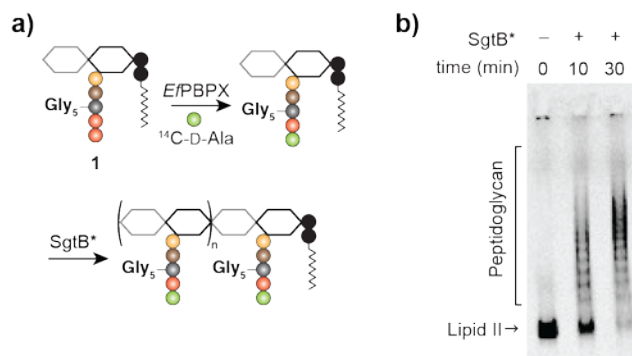 a)
Gly5
1
EfPBPX
14C-D-Ala
Gly5
SgtB*
n
Gly5
Gly5
b)
SgtB* − + +
time (min) 0 10 30
Peptidoglycan
Lipid II→